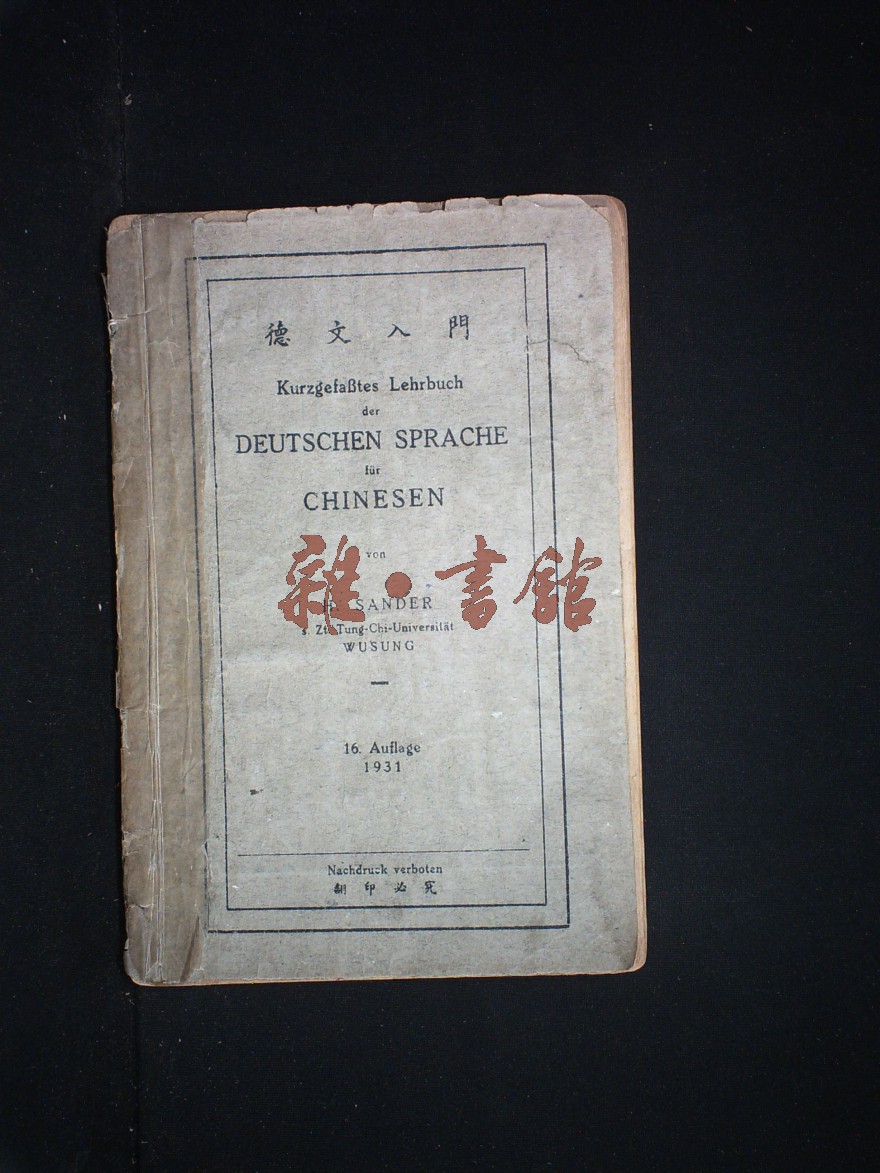 德文入門
Kurzgefaßtes Lehrbuch
der
DEUTSCHEN SPRACHE
für
CHINESEN
von
雜·書館
SANDER
s. Zt. Tung-Chi-Universität
WUSUNG
16. Auflage
1931
Nachdruck verboten
翻印必究